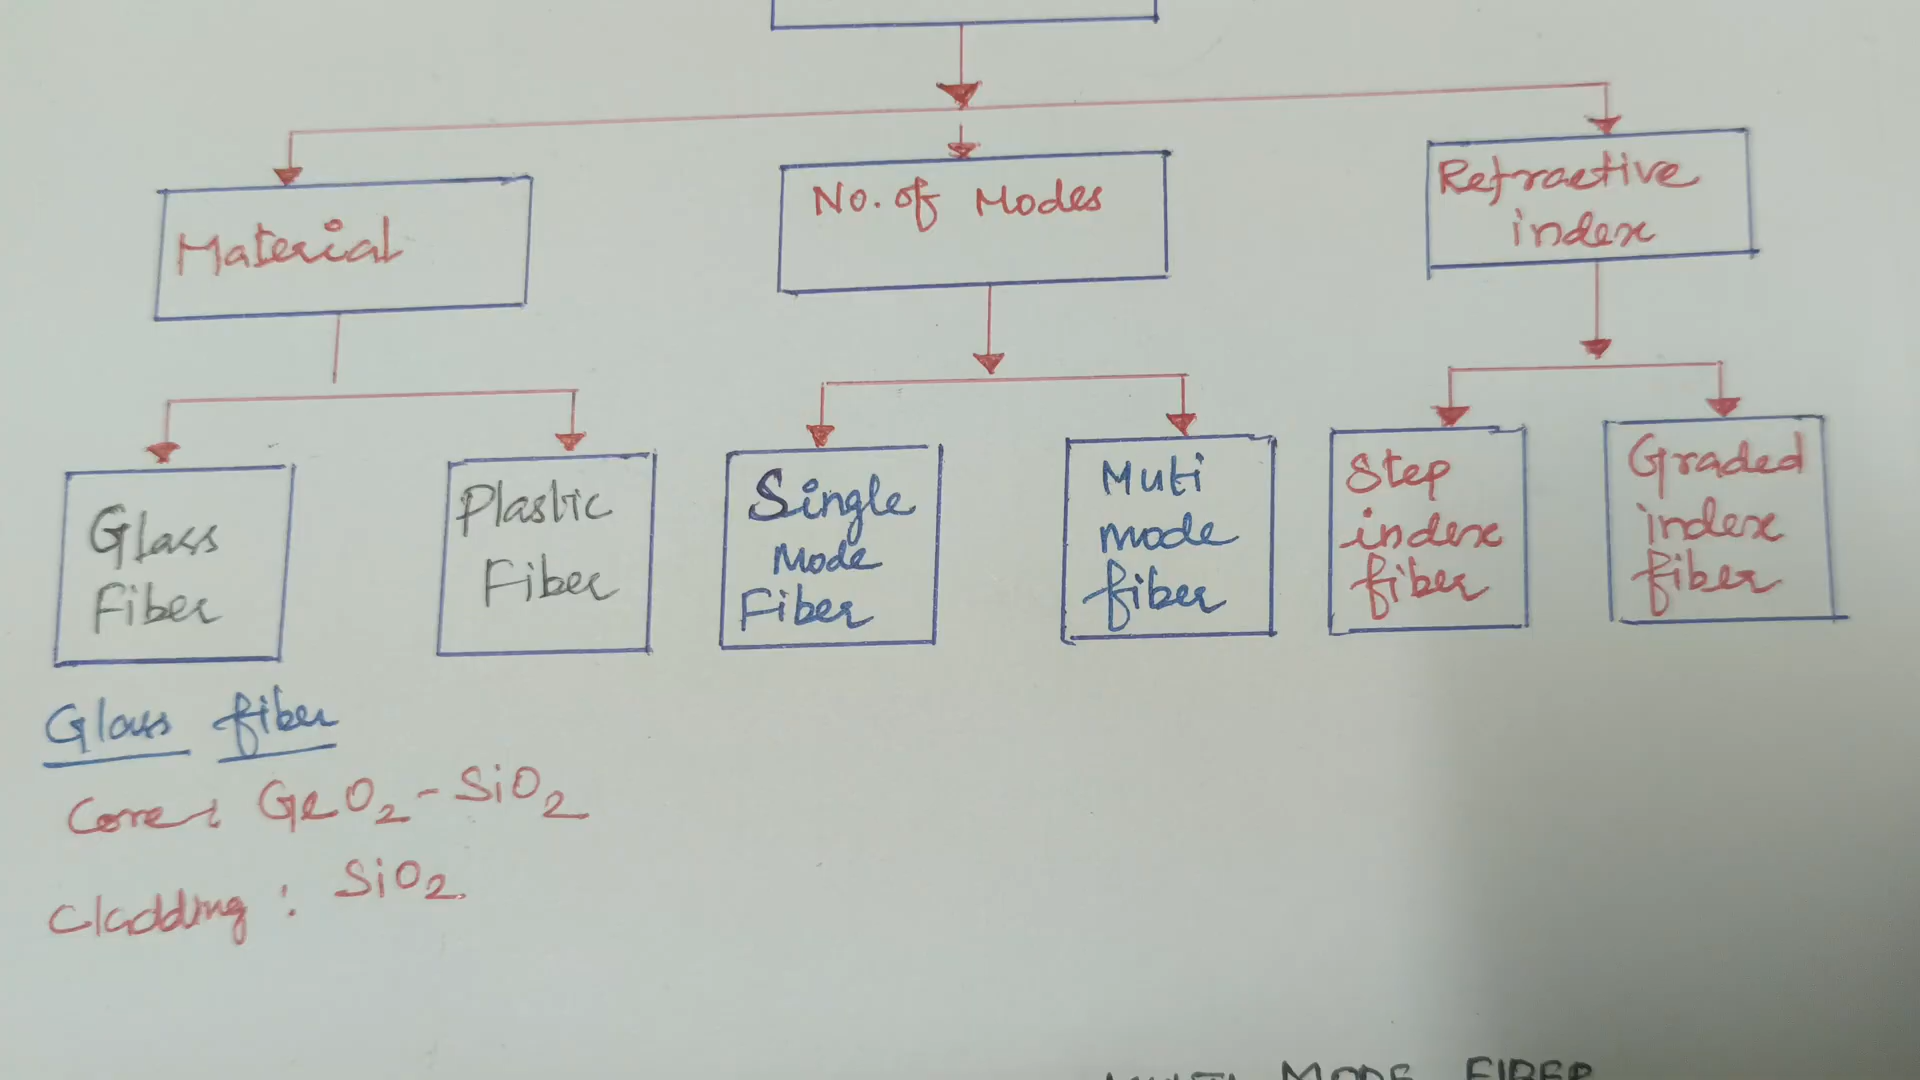 Material
No. of Modes
Refractive
index
Glass
Fiber
Plastic
Fiber
Single
Mode
Fiber
Muti
mode
fiber
Step
index
fiber
Graded
index
fiber
Glass fiber
Core: GeO₂ - SiO₂
Cladding: SiO₂
MULTI MODE FIBER